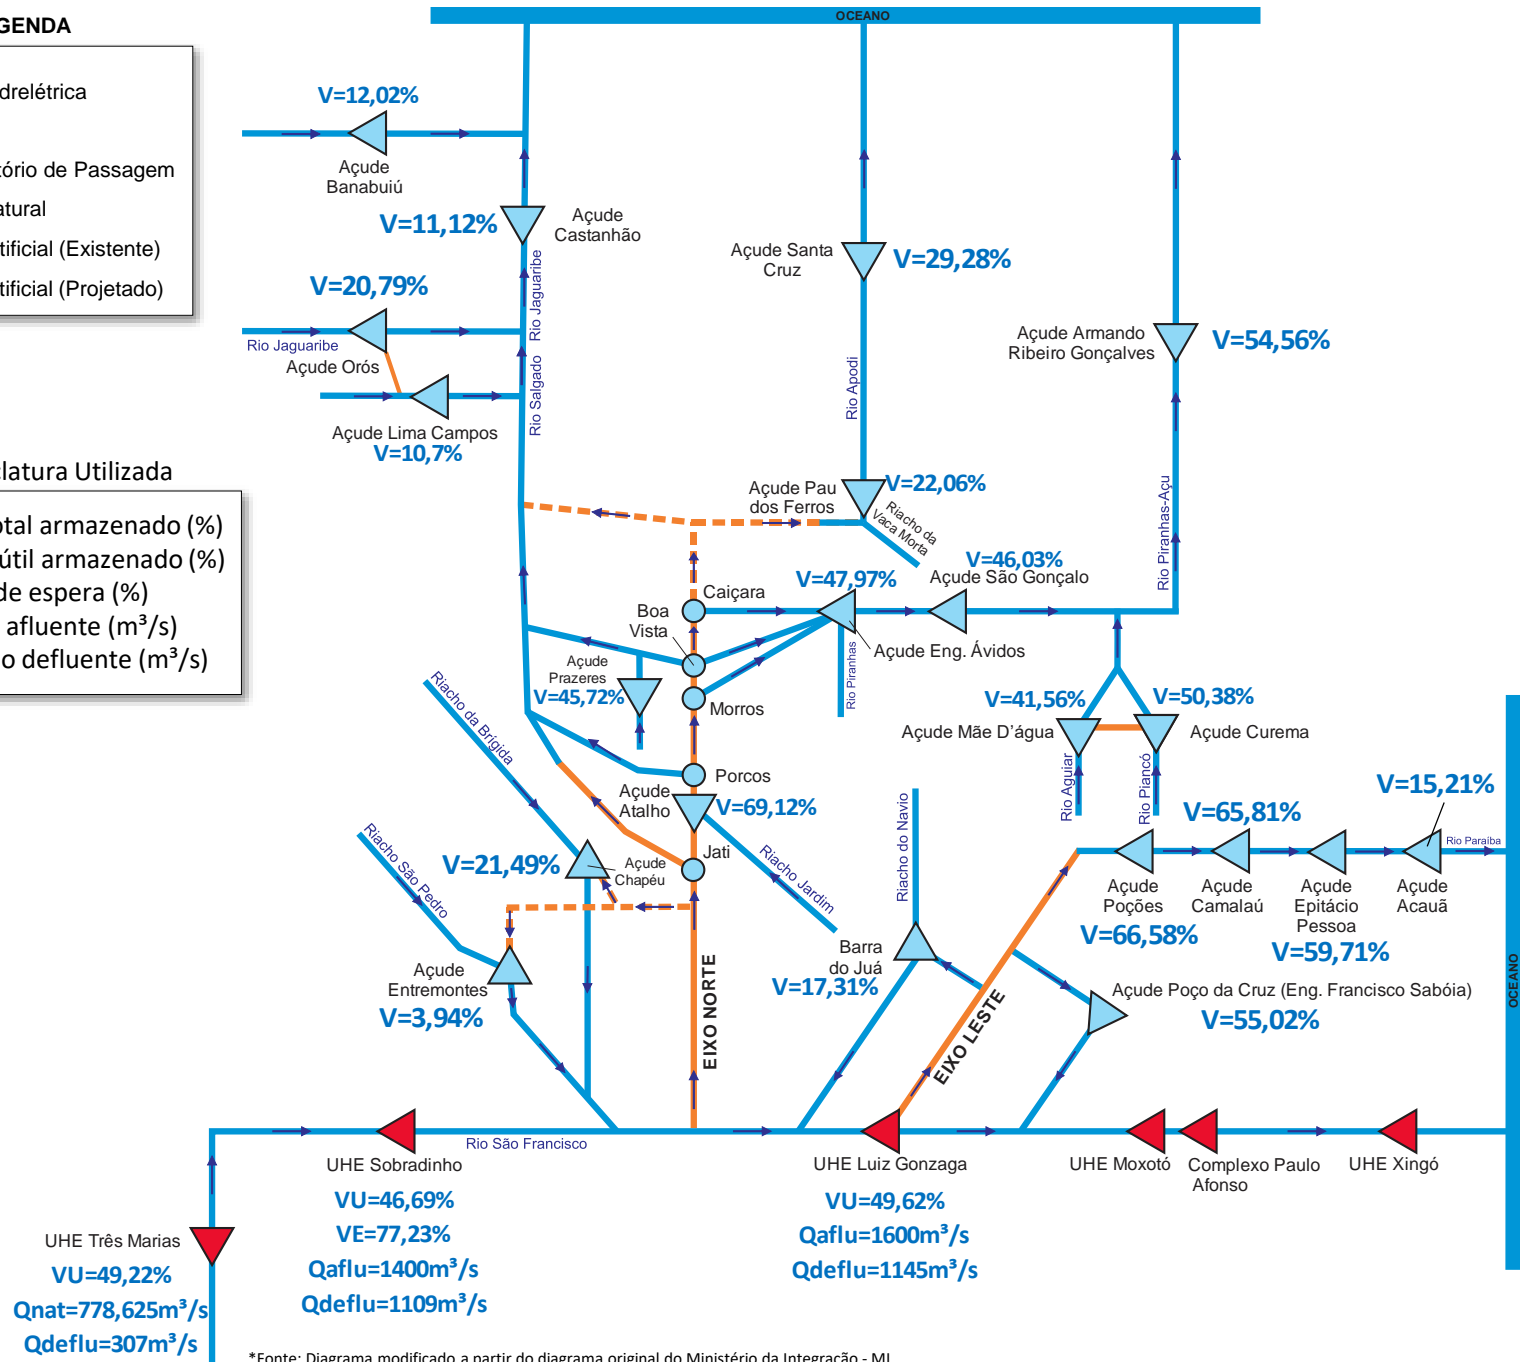 OCEANO
GENDA
drelétrica
tório de Passagem
atural
tificial (Existente)
tificial (Projetado)
V=12,02%
Açude
Banabuiú
V=11,12%
Açude
Castanhão
Rio Jaguaribe
V=20,79%
Rio Jaguaribe
Açude Orós
Rio Salgado
Açude Lima Campos
V=10,7%
Açude Santa
Cruz
V=29,28%
Rio Apodi
Açude Armando
Ribeiro Gonçalves
V=54,56%
Rio Piranhas-Açu
clatura Utilizada
otal armazenado (%)
útil armazenado (%)
de espera (%)
afluente (m³/s)
o defluente (m³/s)
Açude Pau
dos Ferros
V=22,06%
Riacho da
Vaca Morta
V=46,03%
Açude São Gonçalo
V=47,97%
Caiçara
Boa
Vista
Açude Eng. Ávidos
Rio Piranhas
Açude
Prazeres
V=45,72%
Morros
Riacho da Brígida
V=41,56%
V=50,38%
Açude Mãe D'água
Açude Curema
Rio Aguiar
Rio Piancó
Porcos
Açude
Atalho
V=69,12%
Jati
Riacho Jardim
Riacho do Navio
V=15,21%
V=65,81%
Rio Paraíba
Riacho São Pedro
V=21,49%
Açude
Chapéu
Açude
Poções
Açude
Camalaú
Açude
Epitácio
Pessoa
Açude
Acauã
V=66,58%
V=59,71%
Açude
Entremontes
V=3,94%
EIXO NORTE
Barra
do Juá
V=17,31%
EIXO LESTE
Açude Poço da Cruz (Eng. Francisco Sabóia)
V=55,02%
OCEANO
Rio São Francisco
UHE Sobradinho
VU=46,69%
VE=77,23%
Qaflu=1400m³/s
Qdeflu=1109m³/s
UHE Luiz Gonzaga
VU=49,62%
Qaflu=1600m³/s
Qdeflu=1145m³/s
UHE Moxotó
Complexo Paulo
Afonso
UHE Xingó
UHE Três Marias
VU=49,22%
Qnat=778,625m³/s
Qdeflu=307m³/s
*Fonte: Diagrama modificado a partir do diagrama original do Ministério da Integração - MI